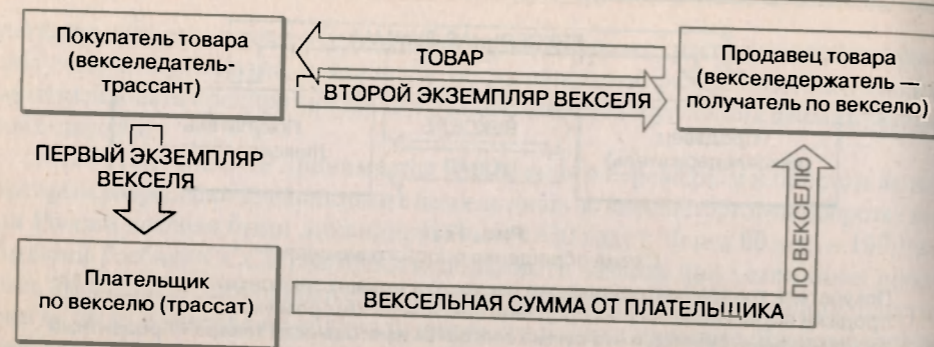 Покупатель товара
(векселедатель-
трассант)
ТОВАР
ВТОРОЙ ЭКЗЕМПЛЯР ВЕКСЕЛЯ
Продавец товара
(векселедержатель —
получатель по векселю)
ПЕРВЫЙ ЭКЗЕМПЛЯР
ВЕКСЕЛЯ
ПО ВЕКСЕЛЮ
Плательщик
по векселю (трассат)
ВЕКСЕЛЬНАЯ СУММА ОТ ПЛАТЕЛЬЩИКА